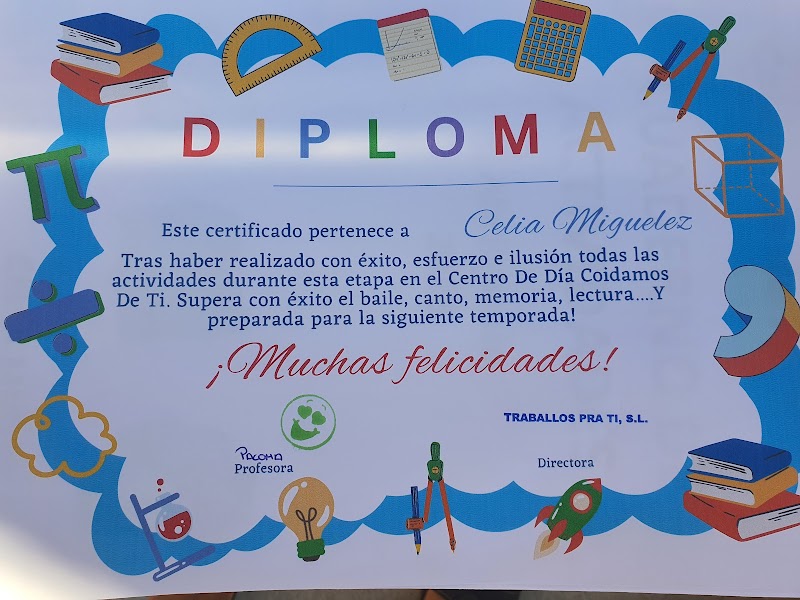 DIPLOMA
Este certificado pertenece a Celia Miguelez
Tras haber realizado con éxito, esfuerzo e ilusión todas las
actividades durante esta etapa en el Centro De Día Coidamos
De Ti. Supera con éxito el baile, canto, memoria, lectura....Y
preparada para la siguiente temporada!
¡Muchas felicidades!
TRABALLOS PRA TI, S.L.
PALOMA
Profesora
Directora